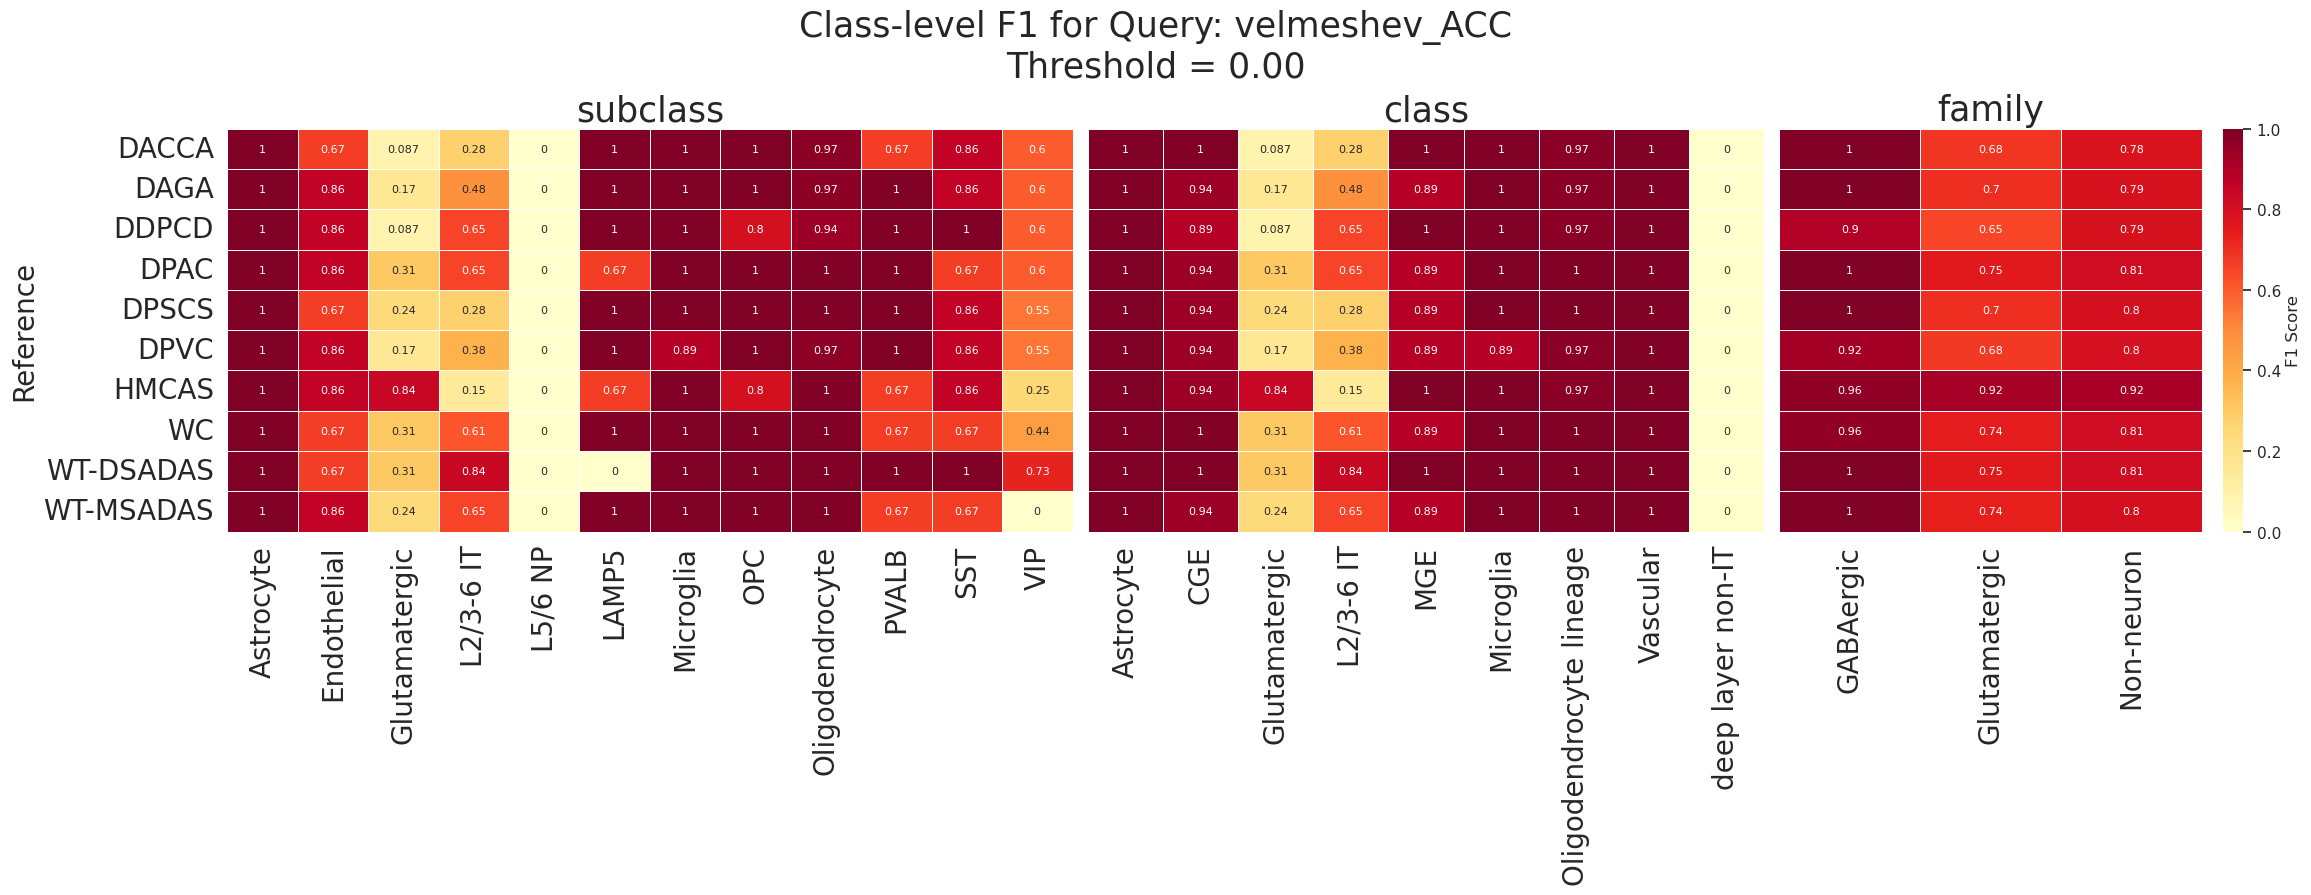 Class-level F1 for Query: velmeshev_ACC
Threshold = 0.00
subclass class family
Reference
DACCA 1 0.67 0.087 0.28 0 1 1 1 0.97 0.67 0.86 0.6 1 1 0.087 0.28 1 1 0.97 1 0 1 0.68 0.78
DAGA 1 0.86 0.17 0.48 0 1 1 1 0.97 1 0.86 0.6 1 0.94 0.17 0.48 0.89 1 0.97 1 0 1 0.7 0.79
DDPCD 1 0.86 0.087 0.65 0 1 1 0.8 0.94 1 1 0.6 1 0.89 0.087 0.65 1 1 0.97 1 0 0.9 0.65 0.79
DPAC 1 0.86 0.31 0.65 0 0.67 1 1 1 1 0.67 0.6 1 0.94 0.31 0.65 0.89 1 1 1 0 1 0.75 0.81
DPSCS 1 0.67 0.24 0.28 0 1 1 1 1 1 0.86 0.55 1 0.94 0.24 0.28 0.89 1 1 1 0 1 0.7 0.8
DPVC 1 0.86 0.17 0.38 0 1 0.89 1 0.97 1 0.86 0.55 1 0.94 0.17 0.38 0.89 0.89 0.97 1 0 0.92 0.68 0.8
HMCAS 1 0.86 0.84 0.15 0 0.67 1 0.8 1 0.67 0.86 0.25 1 0.94 0.84 0.15 1 1 0.97 1 0 0.96 0.92 0.92
WC 1 0.67 0.31 0.61 0 1 1 1 1 0.67 0.67 0.44 1 1 0.31 0.61 0.89 1 1 1 0 0.96 0.74 0.81
WT-DSADAS 1 0.67 0.31 0.84 0 0 1 1 1 1 1 0.73 1 1 0.31 0.84 1 1 1 1 0 1 0.75 0.81
WT-MSADAS 1 0.86 0.24 0.65 0 1 1 1 1 0.67 0.67 0 1 0.94 0.24 0.65 0.89 1 1 1 0 1 0.74 0.8
Astrocyte
Endothelial
Glutamatergic
L2/3-6 IT
L5/6 NP
LAMP5
Microglia
OPC
Oligodendrocyte
PVALB
SST
VIP
Astrocyte
CGE
Glutamatergic
L2/3-6 IT
MGE
Microglia
Oligodendrocyte lineage
Vascular
deep layer non-IT
GABAergic
Glutamatergic
Non-neuron
1.0
0.8
0.6
0.4
0.2
0.0
F1 Score